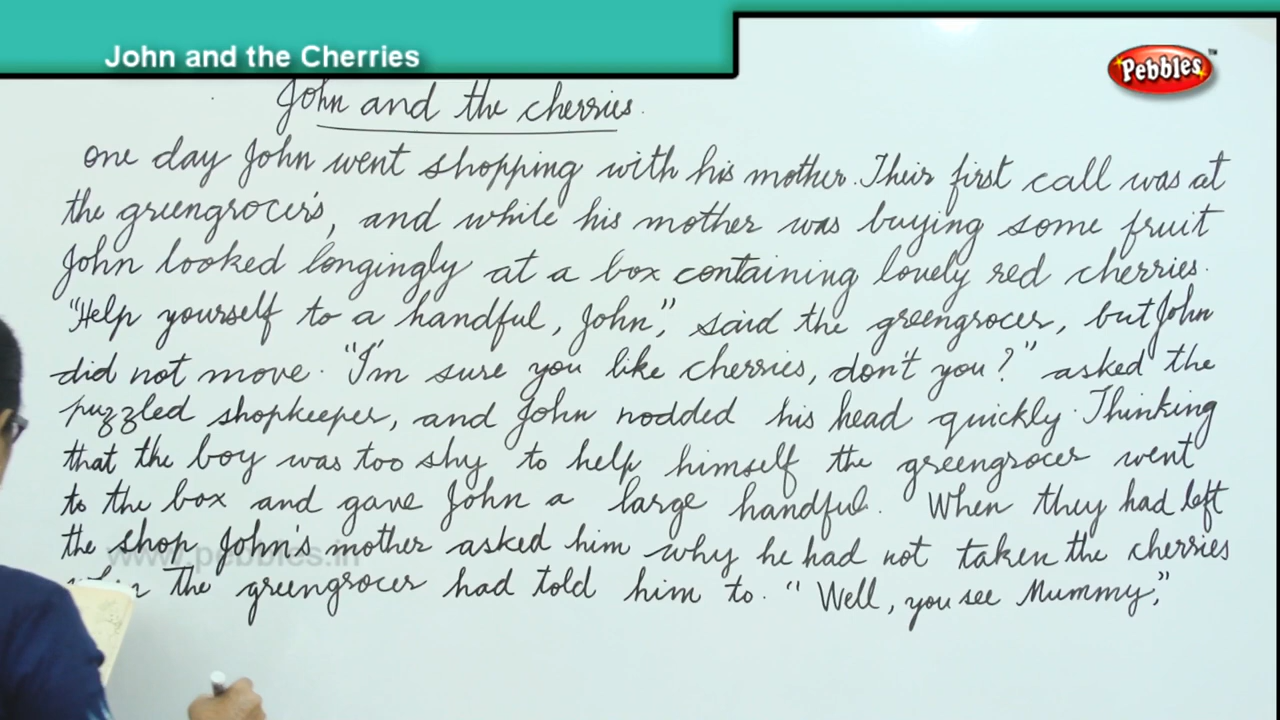 John and the Cherries
Pebbles
TM
John and the cherries.
One day John went shopping with his mother. Their first call was at
the greengrocer's, and while his mother was buying some fruit
John looked longingly at a box containing lovely red cherries.
"Help yourself to a handful, John", said the greengrocer, but John
did not move. "I'm sure you like cherries, don't you?" asked the
puzzled shopkeeper, and John nodded his head quickly. Thinking
that the boy was too shy to help himself the greengrocer went
to the box and gave John a large handful. When they had left
the shop John's mother asked him why he had not taken the cherries
www.pebbles.in
the greengrocer had told him to. "Well, you see Mummy,"